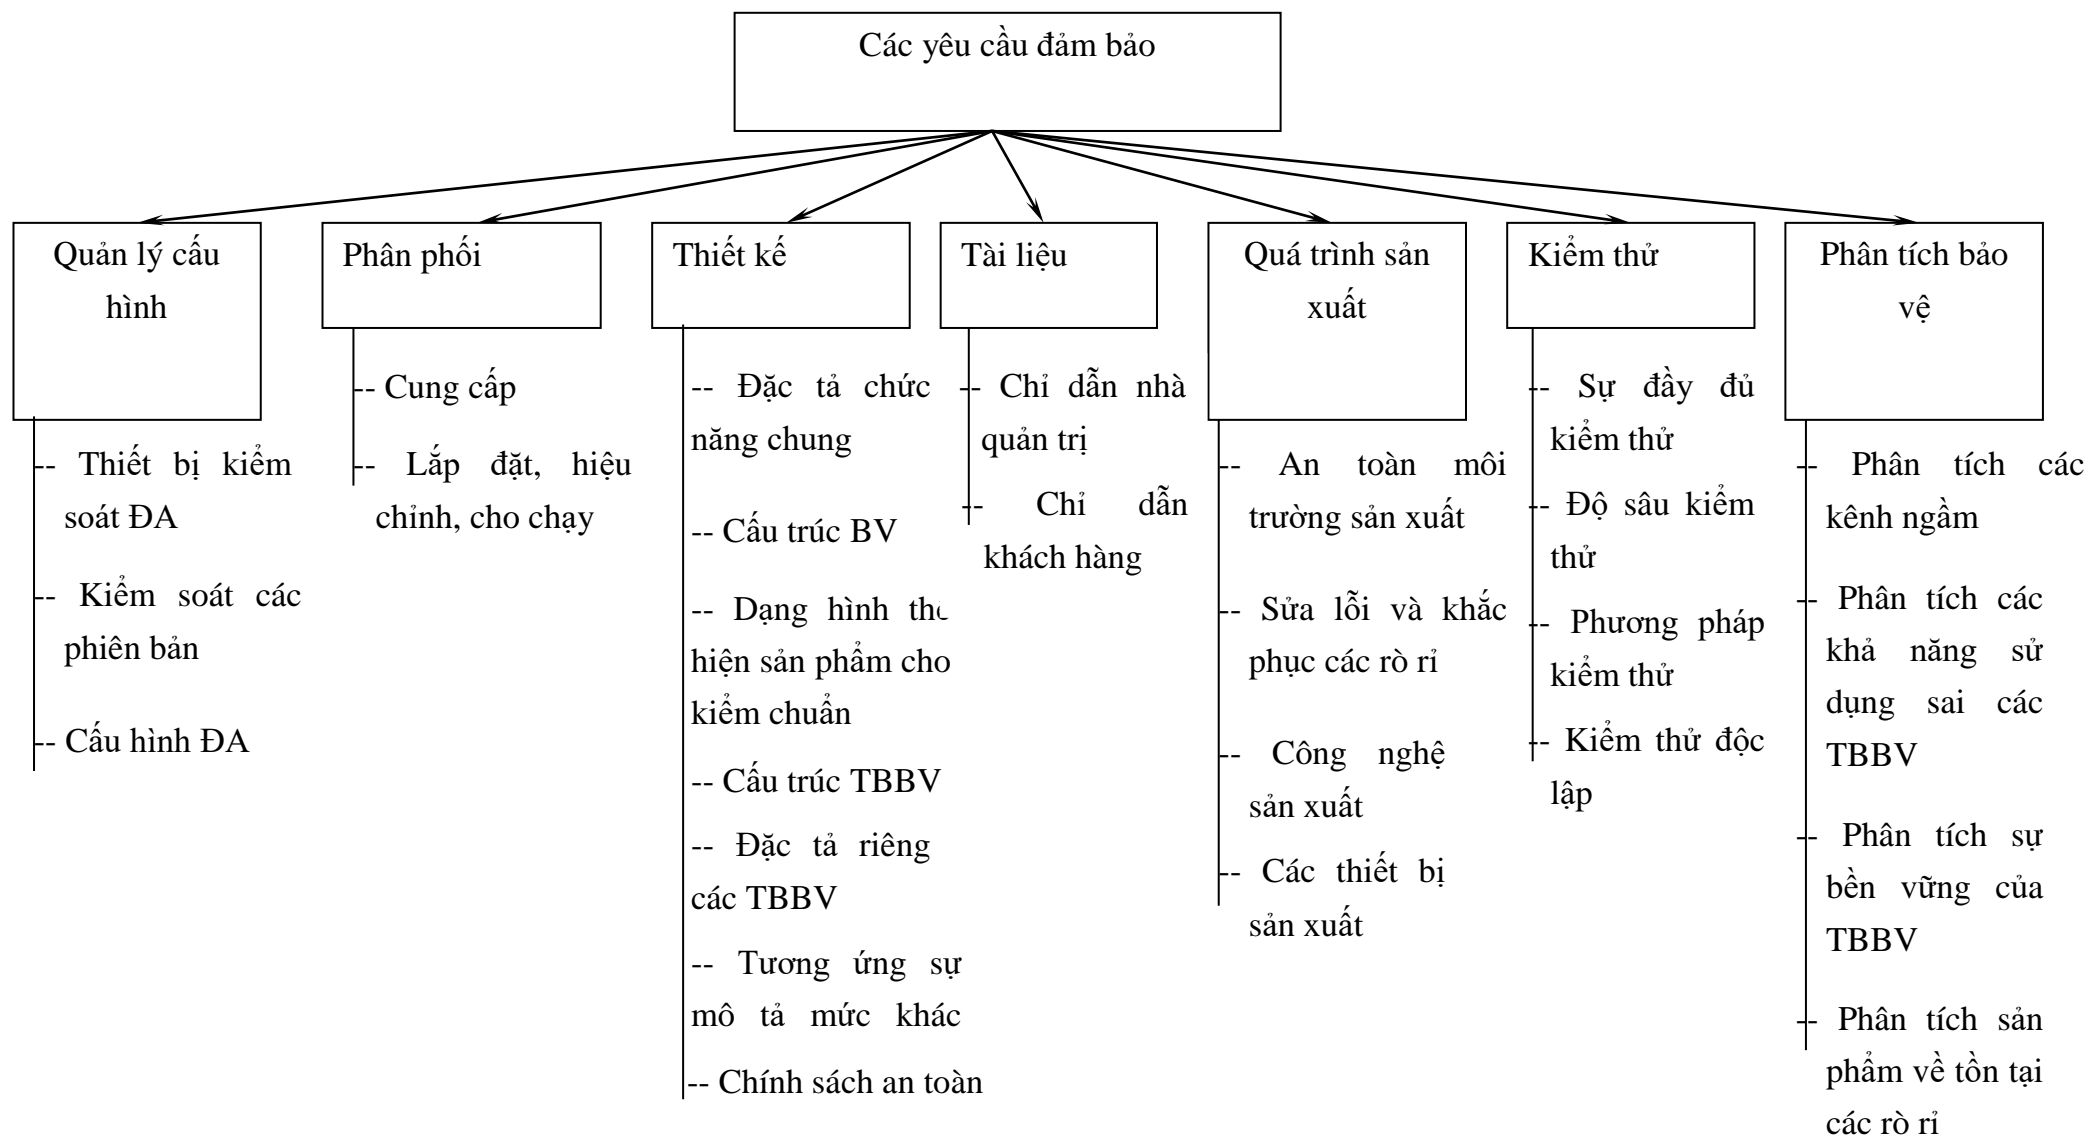 Các yêu cầu đảm bảo
Quản lý cấu
hình
-- Thiết bị kiểm
soát ĐA
-- Kiểm soát các
phiên bản
-- Cấu hình ĐA
Phân phối
-- Cung cấp
-- Lắp đặt, hiệu
chỉnh, cho chạy
Thiết kế
-- Đặc tả chức
năng chung
-- Cấu trúc BV
-- Dạng hình
hiện sản phẩm cho
kiểm chuẩn
-- Cấu trúc TBBV
-- Đặc tả riêng
các TBBV
-- Tương ứng sự
mô tả mức khác
-- Chính sách an toàn
Tài liệu
-- Chỉ dẫn nhà
quản trị
-- Chỉ dẫn
khách hàng
Quá trình sản
xuất
-- An toàn môi
trường sản xuất
-- Sửa lỗi và khắc
phục các rò rỉ
-- Công nghệ
sản xuất
-- Các thiết bị
sản xuất
Kiểm thử
-- Sự đầy đủ
kiểm thử
-- Độ sâu kiểm
thử
-- Phương pháp
kiểm thử
-- Kiểm thử độc
lập
Phân tích bảo
vệ
-- Phân tích các
kênh ngầm
-- Phân tích các
khả năng sử
dụng sai các
TBBV
-- Phân tích sự
bền vững của
TBBV
-- Phân tích sản
phẩm về tồn tại
các rò rỉ